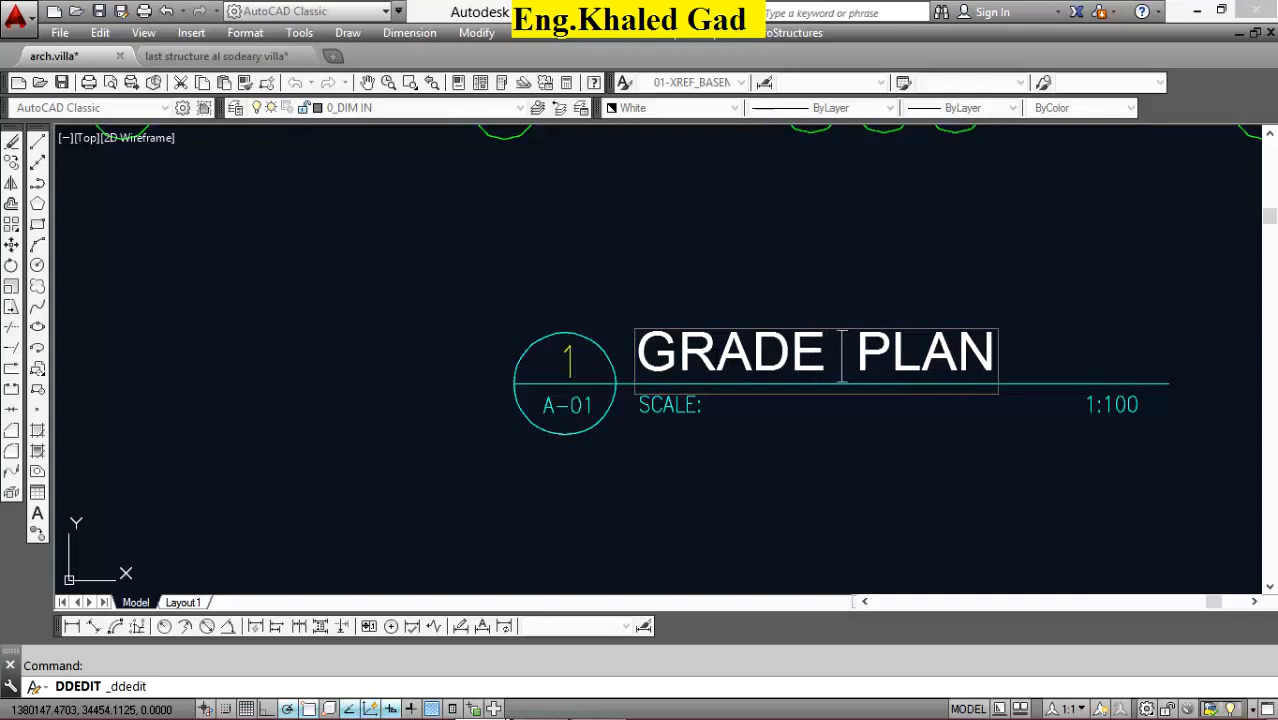 AutoCAD Classic
Autodesk
Eng.Khaled Gad
Type a keyword or phrase
Sign In
File Edit View Insert Format Tools Draw Dimension Modify
Structures
arch.villa*
last structure al sodeary villa*
01-XREF_BASEM
AutoCAD Classic
0_DIM IN
White
ByLayer
ByLayer
ByColor
[−][Top][2D Wireframe]
1
GRADE PLAN
A-01
SCALE:
1:100
Y
X
Model
Layout1
Command:
DDEDIT _ddedit
1380147.4703, 34454.1125, 0.0000
MODEL
1:1